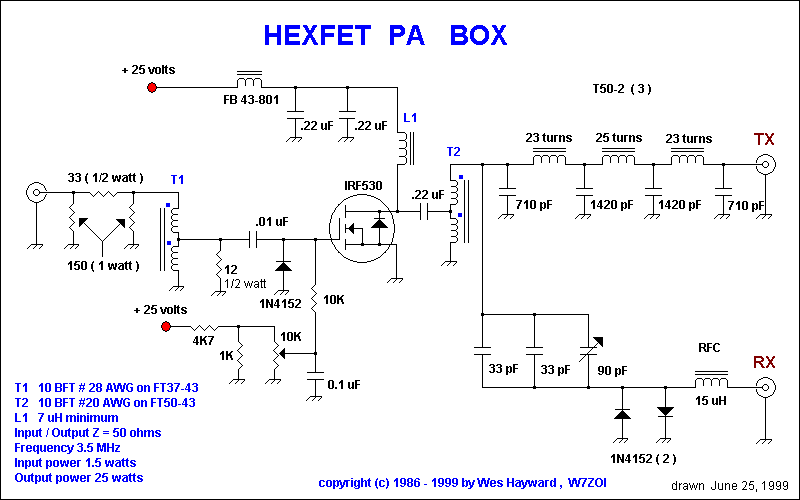 HEXFET PA BOX
+ 25 volts
FB 43-801
.22 uF
.22 uF
L1
T50-2 ( 3 )
23 turns
25 turns
23 turns
TX
T2
33 ( 1/2 watt )
T1
IRF530
.22 uF
710 pF
1420 pF
1420 pF
710 pF
.01 uF
150 ( 1 watt )
12
1/2 watt
1N4152
10K
+ 25 volts
4K7
1K
10K
0.1 uF
33 pF
33 pF
90 pF
RFC
15 uH
RX
1N4152 ( 2 )
T1 10 BFT # 28 AWG on FT37-43
T2 10 BFT #20 AWG on FT50-43
L1 7 uH minimum
Input / Output Z = 50 ohms
Frequency 3.5 MHz
Input power 1.5 watts
Output power 25 watts
copyright (c) 1986 - 1999 by Wes Hayward , W7ZOI
drawn June 25, 1999